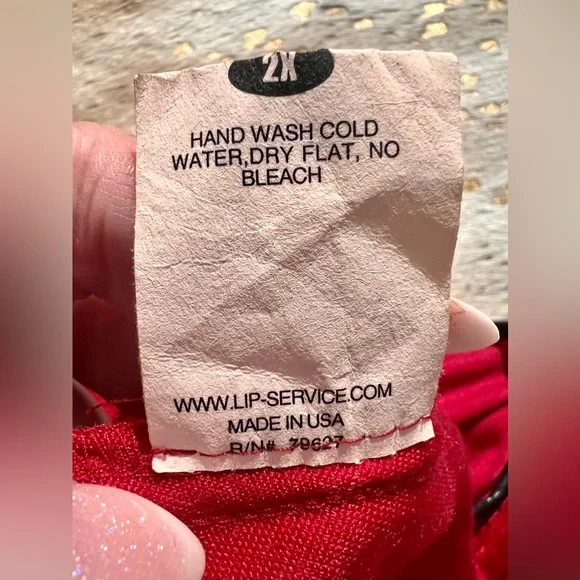 2X
HAND WASH COLD
WATER,DRY FLAT, NO
BLEACH
WWW.LIP-SERVICE.COM
MADE IN USA
R/N# 79627